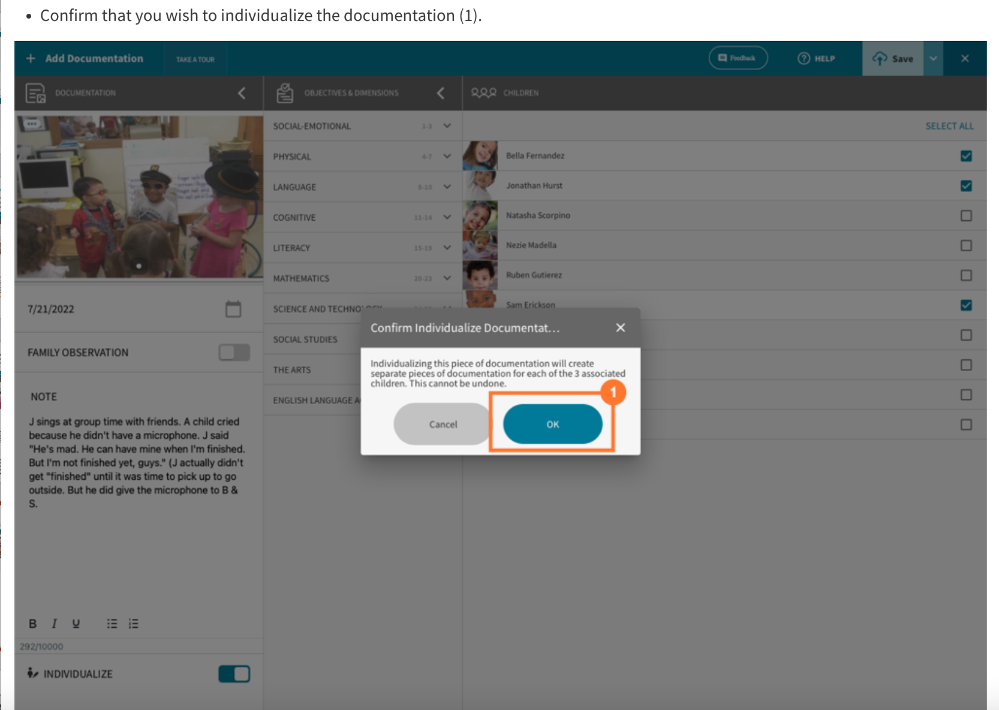 • Confirm that you wish to individualize the documentation (1).
+ Add Documentation
TAKE A TOUR
Feedback
HELP
Save
DOCUMENTATION
OBJECTIVES & DIMENSIONS
CHILDREN
SOCIAL-EMOTIONAL 1-3
PHYSICAL 4-7
LANGUAGE 8-10
COGNITIVE 11-14
LITERACY 15-19
MATHEMATICS 20-23
SCIENCE AND
SOCIAL STUDIES
THE ARTS
ENGLISH LANGUAGE
SELECT ALL
Bella Fernandez
Jonathan Hurst
Natasha Scorpino
Nezie Madella
Ruben Gutierez
Sam Erickson
7/21/2022
FAMILY OBSERVATION
NOTE
J sings at group time with friends. A child cried
because he didn't have a microphone. J said
"He's mad. He can have mine when I'm finished.
But I'm not finished yet, guys." (J actually didn't
get "finished" until it was time to pick up to go
outside. But he did give the microphone to B &
S.
B I U
292/10000
INDIVIDUALIZE
Confirm Individualize Documentat...
Individualizing this piece of documentation will create
separate pieces of documentation for each of the 3 associated
children. This cannot be undone.
1
Cancel
OK